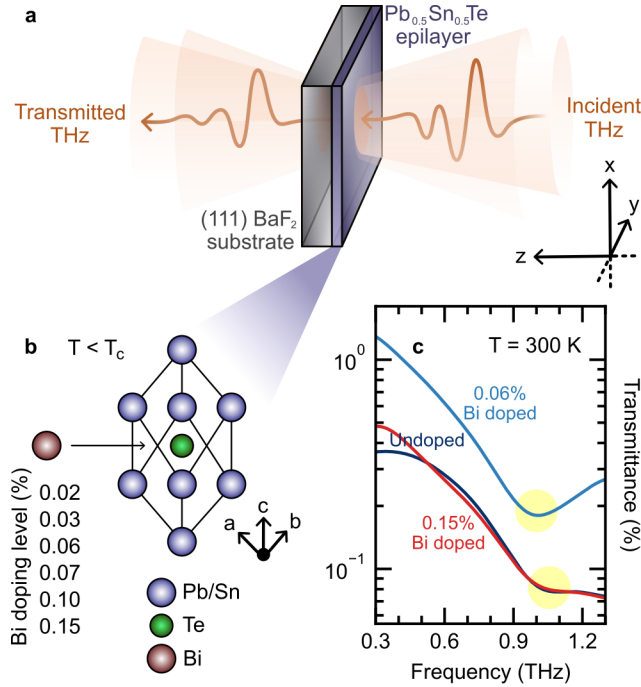 a
Pb0.5Sn0.5Te
epilayer
Transmitted
THz
Incident
THz
(111) BaF2
substrate
x
y
z
b
T < Tc
Bi doping level (%)
0.02
0.03
0.06
0.07
0.10
0.15
a
c
b
Pb/Sn
Te
Bi
c
T = 300 K
0.06%
Bi doped
Undoped
0.15%
Bi doped
10^0
10^-1
Transmittance (%)
0.3 0.6 0.9 1.2
Frequency (THz)